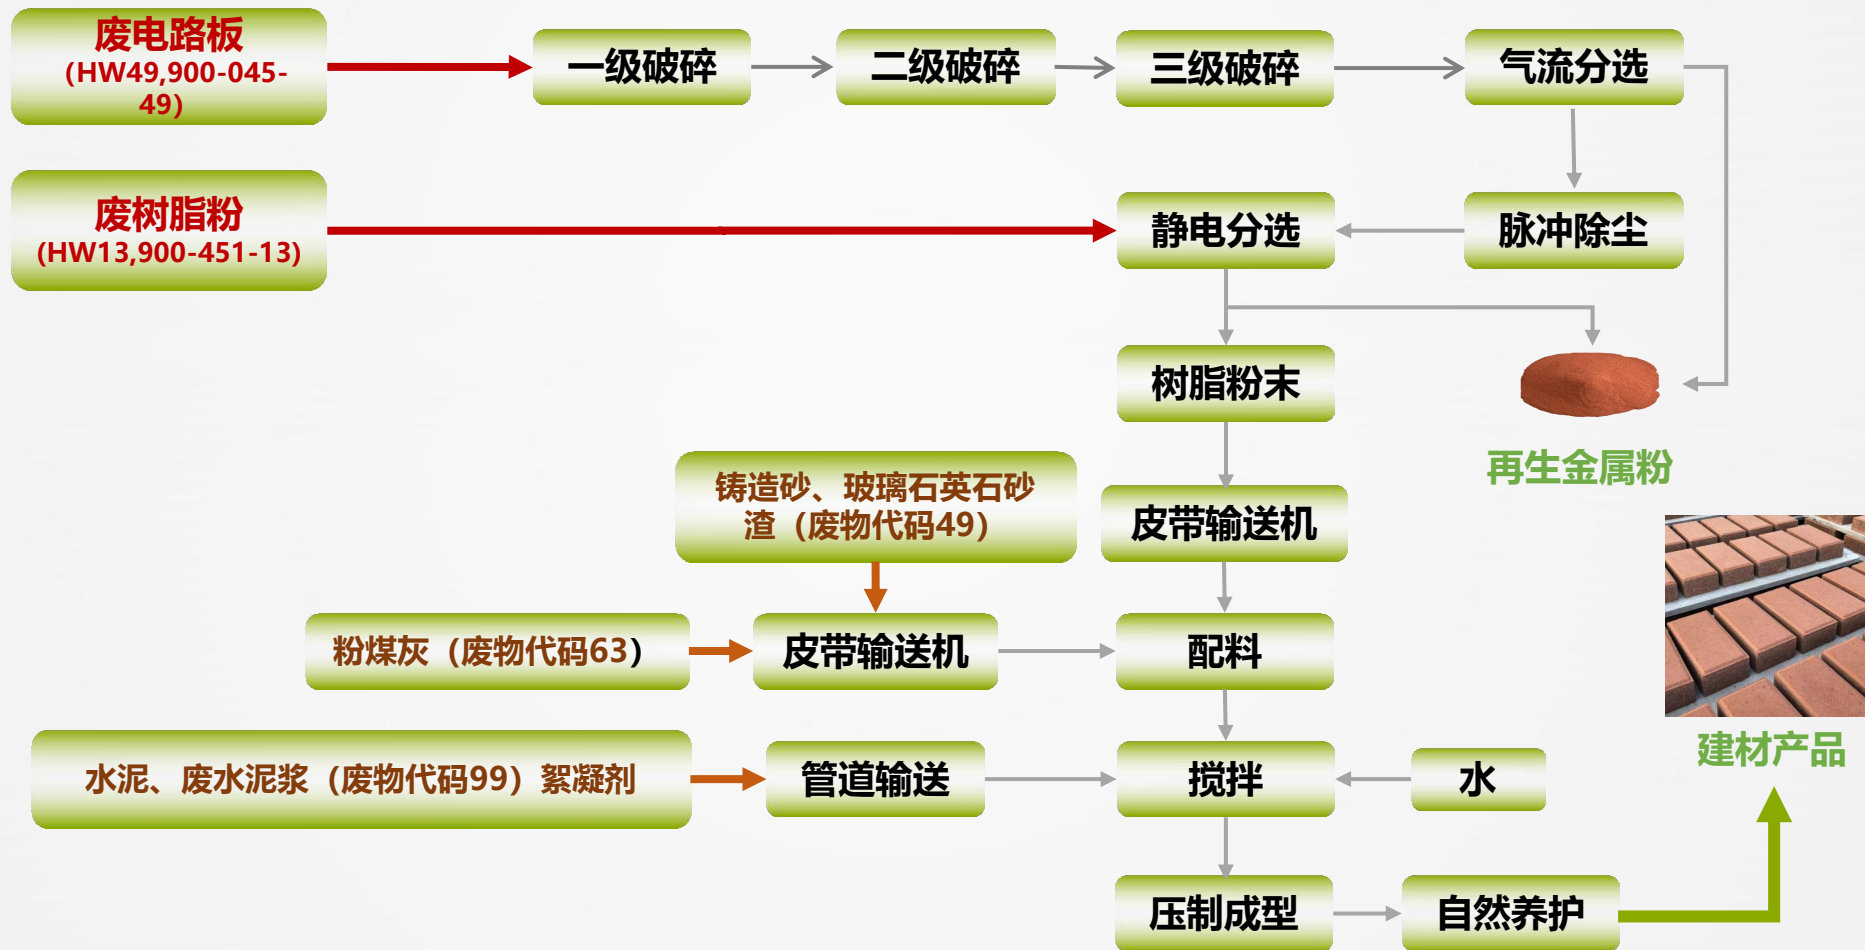 废电路板
(HW49,900-045-
49)
一级破碎
二级破碎
三级破碎
气流分选
废树脂粉
(HW13,900-451-13)
静电分选
脉冲除尘
树脂粉末
再生金属粉
铸造砂、玻璃石英石砂
渣（废物代码49）
皮带输送机
粉煤灰（废物代码63）
皮带输送机
配料
建材产品
水泥、废水泥浆（废物代码99）絮凝剂
管道输送
搅拌
水
压制成型
自然养护